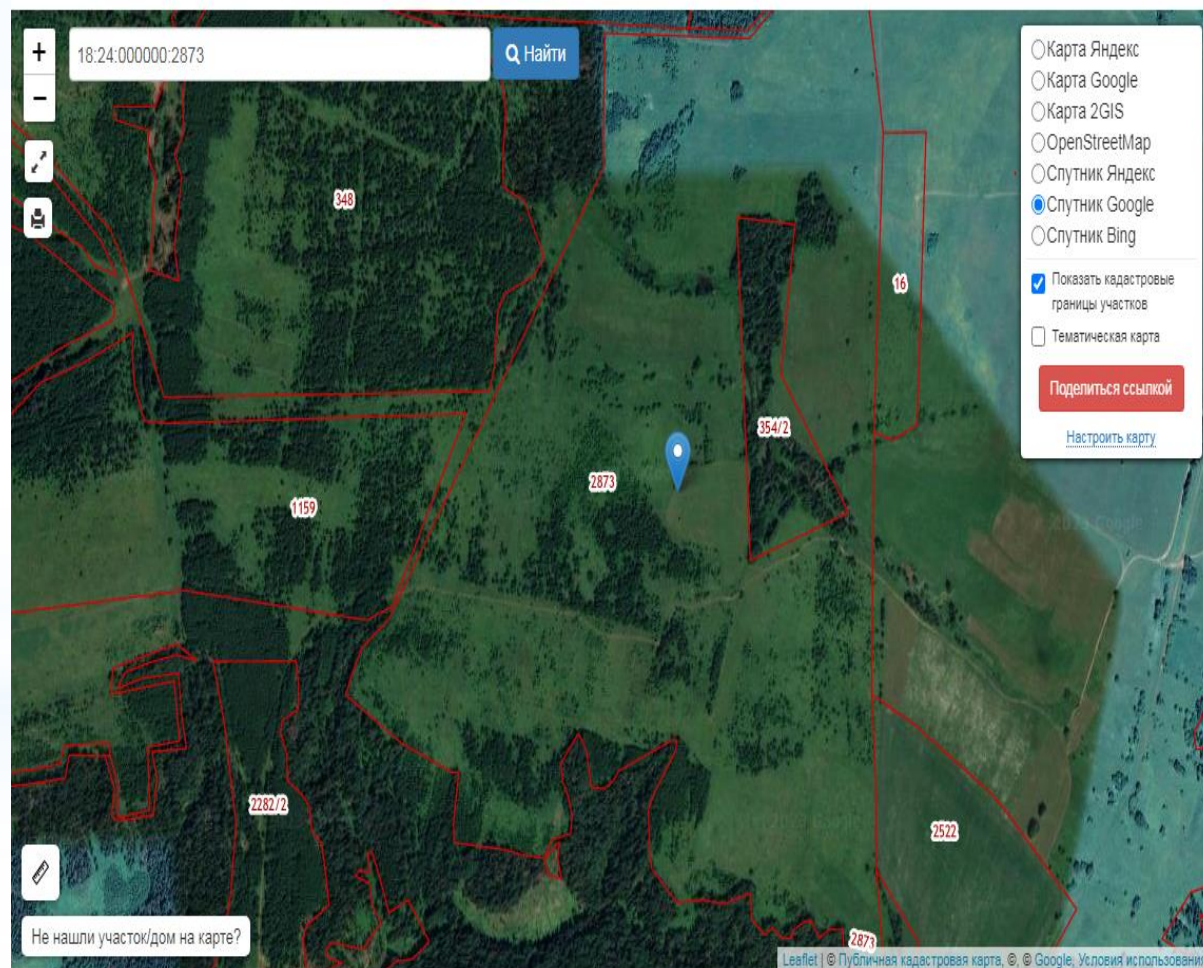 +
18:24:000000:2873
Найти
−
Карта Яндекс
Карта Google
Карта 2GIS
OpenStreetMap
Спутник Яндекс
Спутник Google
Спутник Bing
Показать кадастровые
границы участков
Тематическая карта
Поделиться ссылкой
Настроить карту
348
16
354/2
2873
1159
2282/2
2522
2873
Не нашли участок/дом на карте?
Leaflet | © Публичная кадастровая карта, ©, © Google, Условия использовани